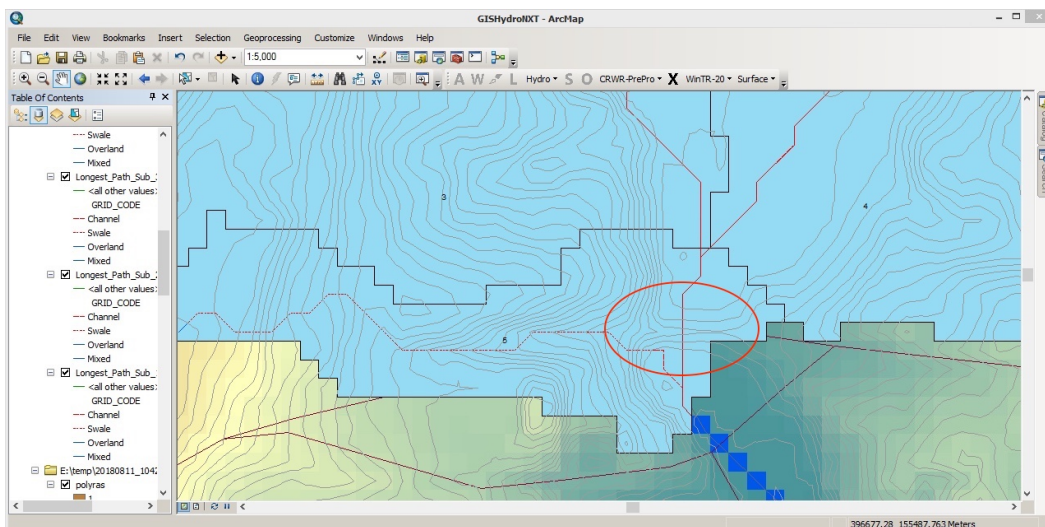 GISHydroNXT - ArcMap
File Edit View Bookmarks Insert Selection Geoprocessing Customize Windows Help
1:5,000
A W L Hydro S O CRWR-PrePro X WinTR-20 Surface
Table Of Contents
Swale
Overland
Mixed
Longest_Path_Sub_
<all other values>
GRID_CODE
Channel
Swale
Overland
Mixed
Longest_Path_Sub_
<all other values>
GRID_CODE
Channel
Swale
Overland
Mixed
Longest_Path_Sub_
<all other values>
GRID_CODE
Channel
Swale
Overland
Mixed
E:\temp\20180811_1042
polyras
1
3
4
5
396677.28 155487.763 Meters